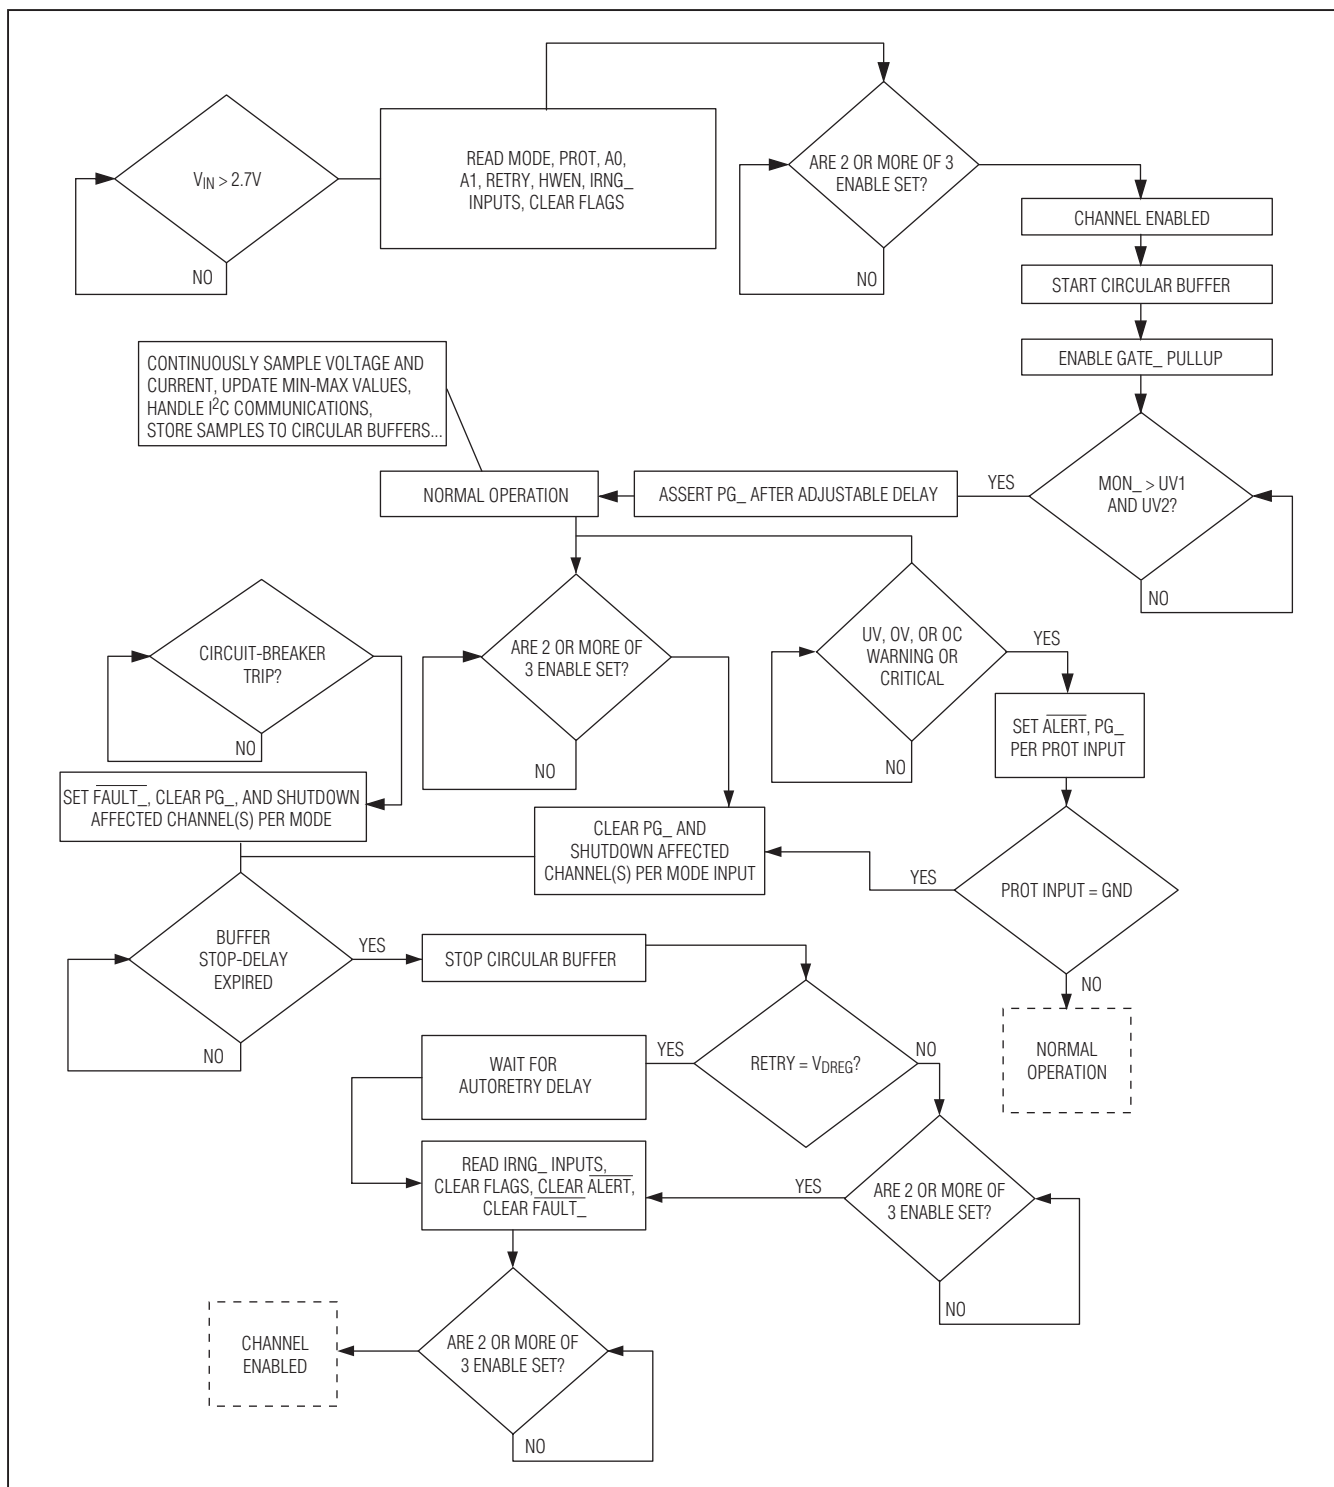 V_IN > 2.7V
NO
READ MODE, PROT, A0,
A1, RETRY, HWEN, IRNG_
INPUTS, CLEAR FLAGS
ARE 2 OR MORE OF 3
ENABLE SET?
NO
CHANNEL ENABLED
START CIRCULAR BUFFER
ENABLE GATE_ PULLUP
MON_ > UV1
AND UV2?
YES
NO
ASSERT PG_ AFTER ADJUSTABLE DELAY
NORMAL OPERATION
CONTINUOUSLY SAMPLE VOLTAGE AND
CURRENT, UPDATE MIN-MAX VALUES,
HANDLE I²C COMMUNICATIONS,
STORE SAMPLES TO CIRCULAR BUFFERS...
CIRCUIT-BREAKER
TRIP?
NO
ARE 2 OR MORE OF
3 ENABLE SET?
NO
UV, OV, OR OC
WARNING OR
CRITICAL
YES
NO
SET ALERT, PG_
PER PROT INPUT
SET FAULT_, CLEAR PG_, AND SHUTDOWN
AFFECTED CHANNEL(S) PER MODE
CLEAR PG_ AND
SHUTDOWN AFFECTED
CHANNEL(S) PER MODE INPUT
YES
PROT INPUT = GND
NO
NORMAL
OPERATION
BUFFER
STOP-DELAY
EXPIRED
YES
NO
STOP CIRCULAR BUFFER
RETRY = V_DREG?
YES
NO
WAIT FOR
AUTORETRY DELAY
READ IRNG_ INPUTS,
CLEAR FLAGS, CLEAR ALERT,
CLEAR FAULT_
YES
ARE 2 OR MORE OF
3 ENABLE SET?
NO
ARE 2 OR MORE OF
3 ENABLE SET?
NO
CHANNEL
ENABLED